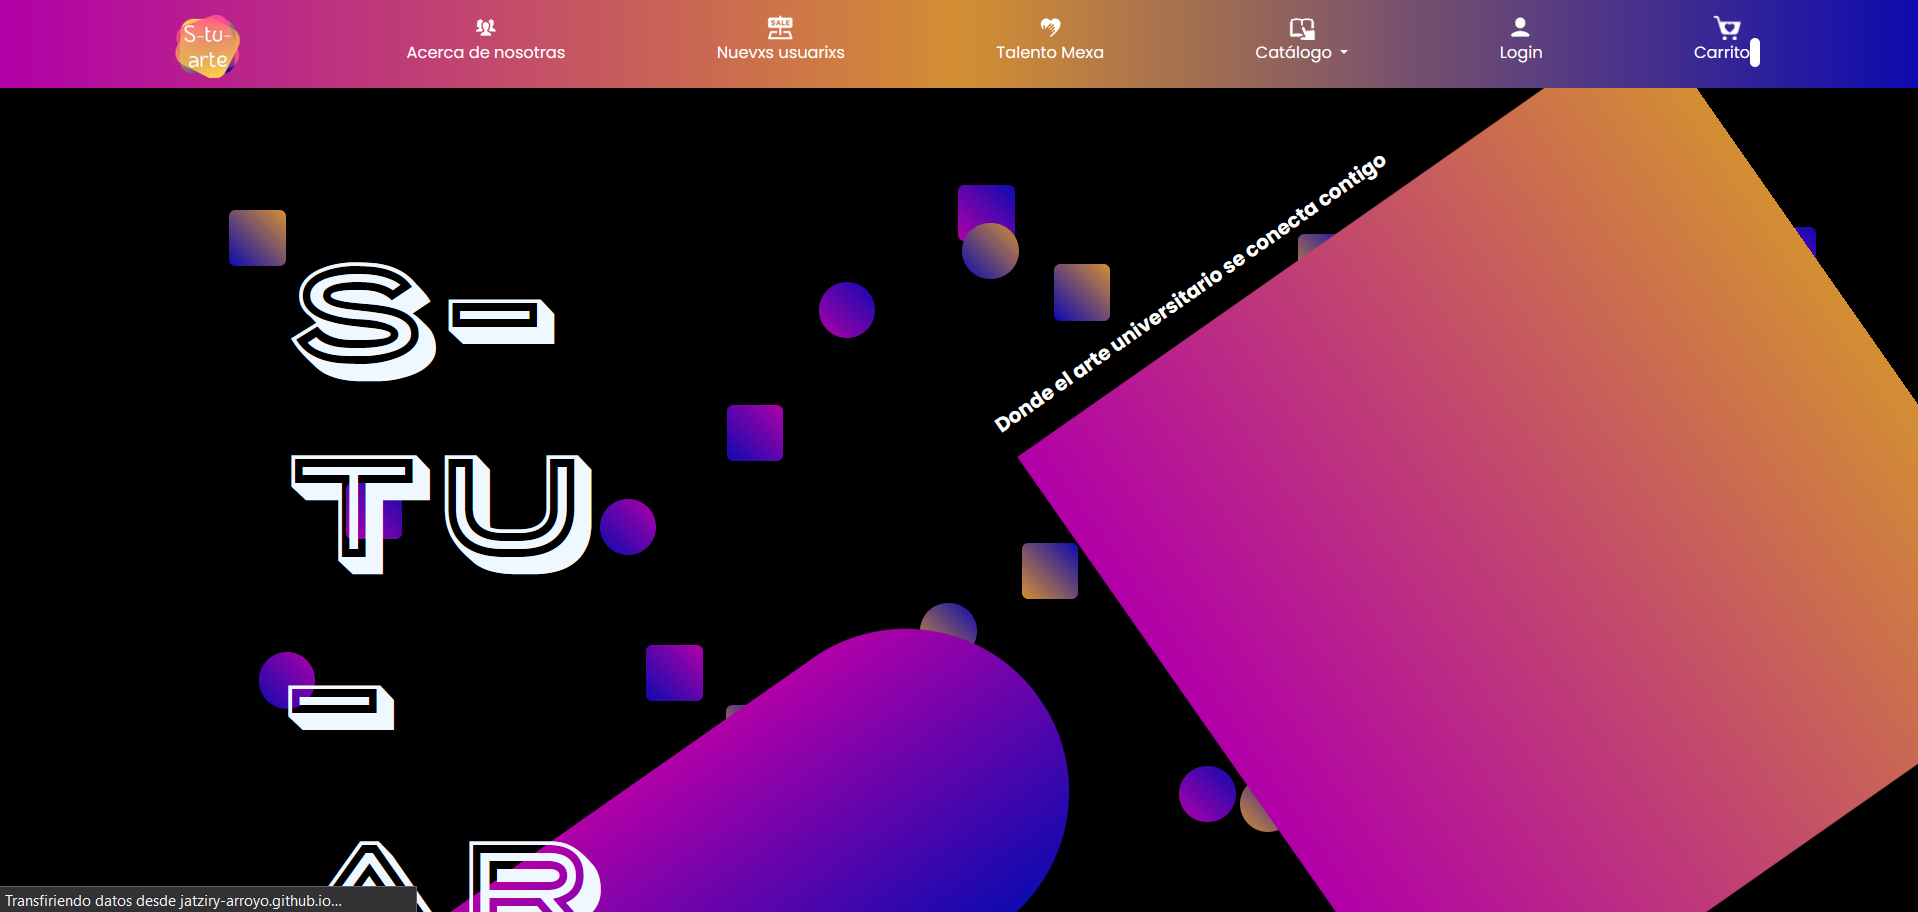 S-tu-
arte
Acerca de nosotras
SALE
Nuevxs usuarixs
Talento Mexa
Catálogo
Login
Carrito
Donde el arte universitario se conecta contigo
S-
TU
-
AR
Transfiriendo datos desde jatziry-arroyo.github.io...